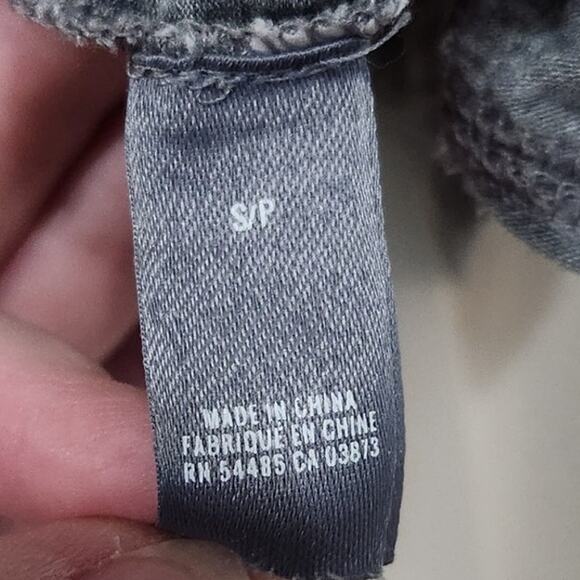 S/P
MADE IN CHINA
FABRIQUE EN CHINE
RN 54485 CA 03873